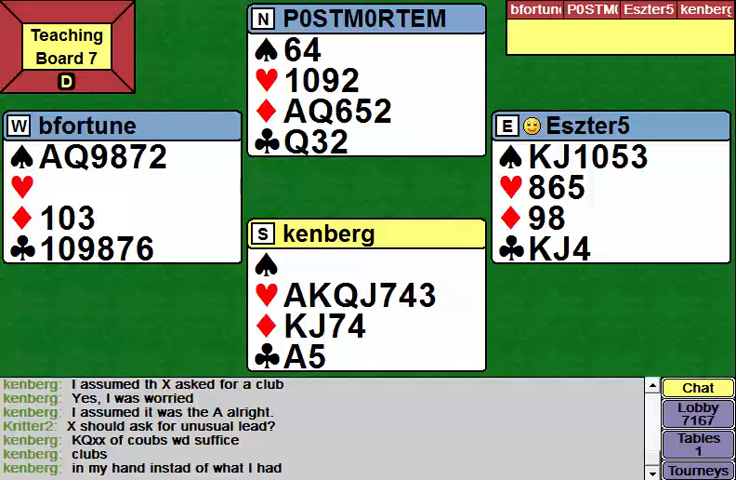 Teaching
Board 7
D
N P0STM0RTEM
♠ 64
♥ 1092
♦ AQ652
♣ Q32
bfortune P0STM0 Eszter5 kenberg
W bfortune
♠ AQ9872
♥
♦ 103
♣ 109876
E Eszter5
♠ KJ1053
♥ 865
♦ 98
♣ KJ4
S kenberg
♠
♥ AKQJ743
♦ KJ74
♣ A5
kenberg: I assumed th X asked for a club
kenberg: Yes, I was worried
kenberg: I assumed it was the A alright.
Kritter2: X should ask for unusual lead?
kenberg: KQxx of coubs wd suffice
kenberg: clubs
kenberg: in my hand instad of what I had
Chat
Lobby
7167
Tables
1
Tourneys